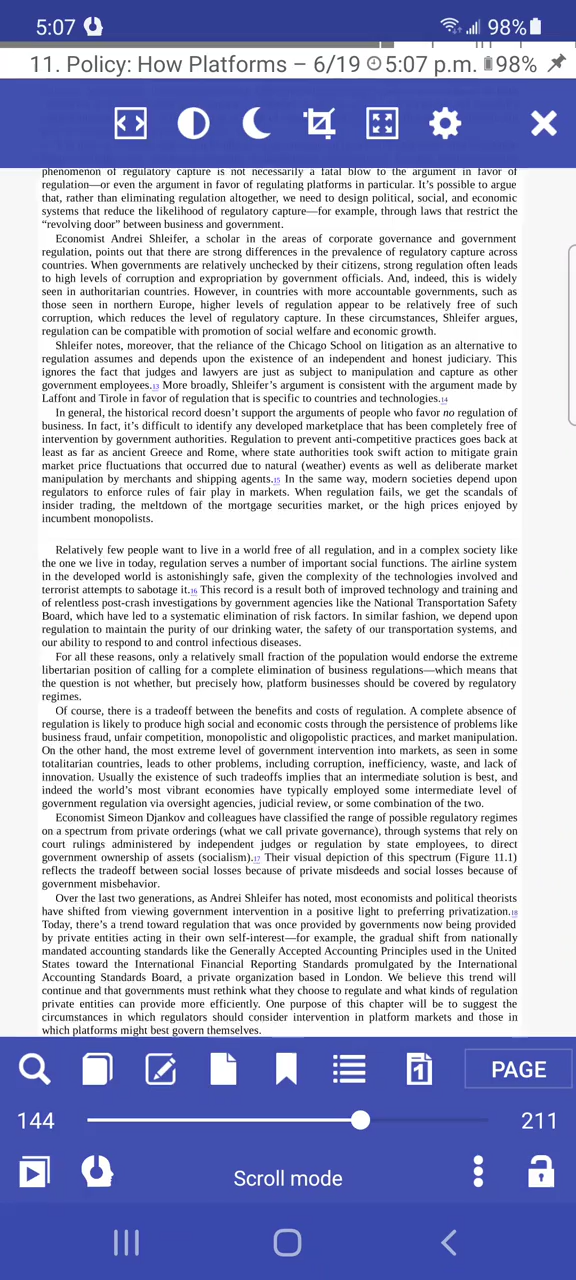 5:07
98%
11. Policy: How Platforms – 6/19 5:07 p.m. 98%
phenomenon of regulatory capture is not necessarily a fatal blow to the argument in favor of
regulation—or even the argument in favor of regulating platforms in particular. It’s possible to argue
that, rather than eliminating regulation altogether, we need to design political, social, and economic
systems that reduce the likelihood of regulatory capture—for example, through laws that restrict the
“revolving door” between business and government.
Economist Andrei Shleifer, a scholar in the areas of corporate governance and government
regulation, points out that there are strong differences in the prevalence of regulatory capture across
countries. When governments are relatively unchecked by their citizens, strong regulation often leads
to high levels of corruption and expropriation by government officials. And, indeed, this is widely
seen in authoritarian countries. However, in countries with more accountable governments, such as
those seen in northern Europe, higher levels of regulation appear to be relatively free of such
corruption, which reduces the level of regulatory capture. In these circumstances, Shleifer argues,
regulation can be compatible with promotion of social welfare and economic growth.
Shleifer notes, moreover, that the reliance of the Chicago School on litigation as an alternative to
regulation assumes and depends upon the existence of an independent and honest judiciary. This
ignores the fact that judges and lawyers are just as subject to manipulation and capture as other
government employees.13 More broadly, Shleifer’s argument is consistent with the argument made by
Laffont and Tirole in favor of regulation that is specific to countries and technologies.14
In general, the historical record doesn’t support the arguments of people who favor no regulation of
business. In fact, it’s difficult to identify any developed marketplace that has been completely free of
intervention by government authorities. Regulation to prevent anti-competitive practices goes back at
least as far as ancient Greece and Rome, where state authorities took swift action to mitigate grain
market price fluctuations that occurred due to natural (weather) events as well as deliberate market
manipulation by merchants and shipping agents.15 In the same way, modern societies depend upon
regulators to enforce rules of fair play in markets. When regulation fails, we get the scandals of
insider trading, the meltdown of the mortgage securities market, or the high prices enjoyed by
incumbent monopolists.
Relatively few people want to live in a world free of all regulation, and in a complex society like
the one we live in today, regulation serves a number of important social functions. The airline system
in the developed world is astonishingly safe, given the complexity of the technologies involved and
terrorist attempts to sabotage it.16 This record is a result both of improved technology and training and
of relentless post-crash investigations by government agencies like the National Transportation Safety
Board, which have led to a systematic elimination of risk factors. In similar fashion, we depend upon
regulation to maintain the purity of our drinking water, the safety of our transportation systems, and
our ability to respond to and control infectious diseases.
For all these reasons, only a relatively small fraction of the population would endorse the extreme
libertarian position of calling for a complete elimination of business regulations—which means that
the question is not whether, but precisely how, platform businesses should be covered by regulatory
regimes.
Of course, there is a tradeoff between the benefits and costs of regulation. A complete absence of
regulation is likely to produce high social and economic costs through the persistence of problems like
business fraud, unfair competition, monopolistic and oligopolistic practices, and market manipulation.
On the other hand, the most extreme level of government intervention into markets, as seen in some
totalitarian countries, leads to other problems, including corruption, inefficiency, waste, and lack of
innovation. Usually the existence of such tradeoffs implies that an intermediate solution is best, and
indeed the world’s most vibrant economies have typically employed some intermediate level of
government regulation via oversight agencies, judicial review, or some combination of the two.
Economist Simeon Djankov and colleagues have classified the range of possible regulatory regimes
on a spectrum from private orderings (what we call private governance), through systems that rely on
court rulings administered by independent judges or regulation by state employees, to direct
government ownership of assets (socialism).17 Their visual depiction of this spectrum (Figure 11.1)
reflects the tradeoff between social losses because of private misdeeds and social losses because of
government misbehavior.
Over the last two generations, as Andrei Shleifer has noted, most economists and political theorists
have shifted from viewing government intervention in a positive light to preferring privatization.18
Today, there’s a trend toward regulation that was once provided by governments now being provided
by private entities acting in their own self-interest—for example, the gradual shift from nationally
mandated accounting standards like the Generally Accepted Accounting Principles used in the United
States toward the International Financial Reporting Standards promulgated by the International
Accounting Standards Board, a private organization based in London. We believe this trend will
continue and that governments must rethink what they choose to regulate and what kinds of regulation
private entities can provide more efficiently. One purpose of this chapter will be to suggest the
circumstances in which regulators should consider intervention in platform markets and those in
which platforms might best govern themselves.
1
PAGE
144
211
Scroll mode